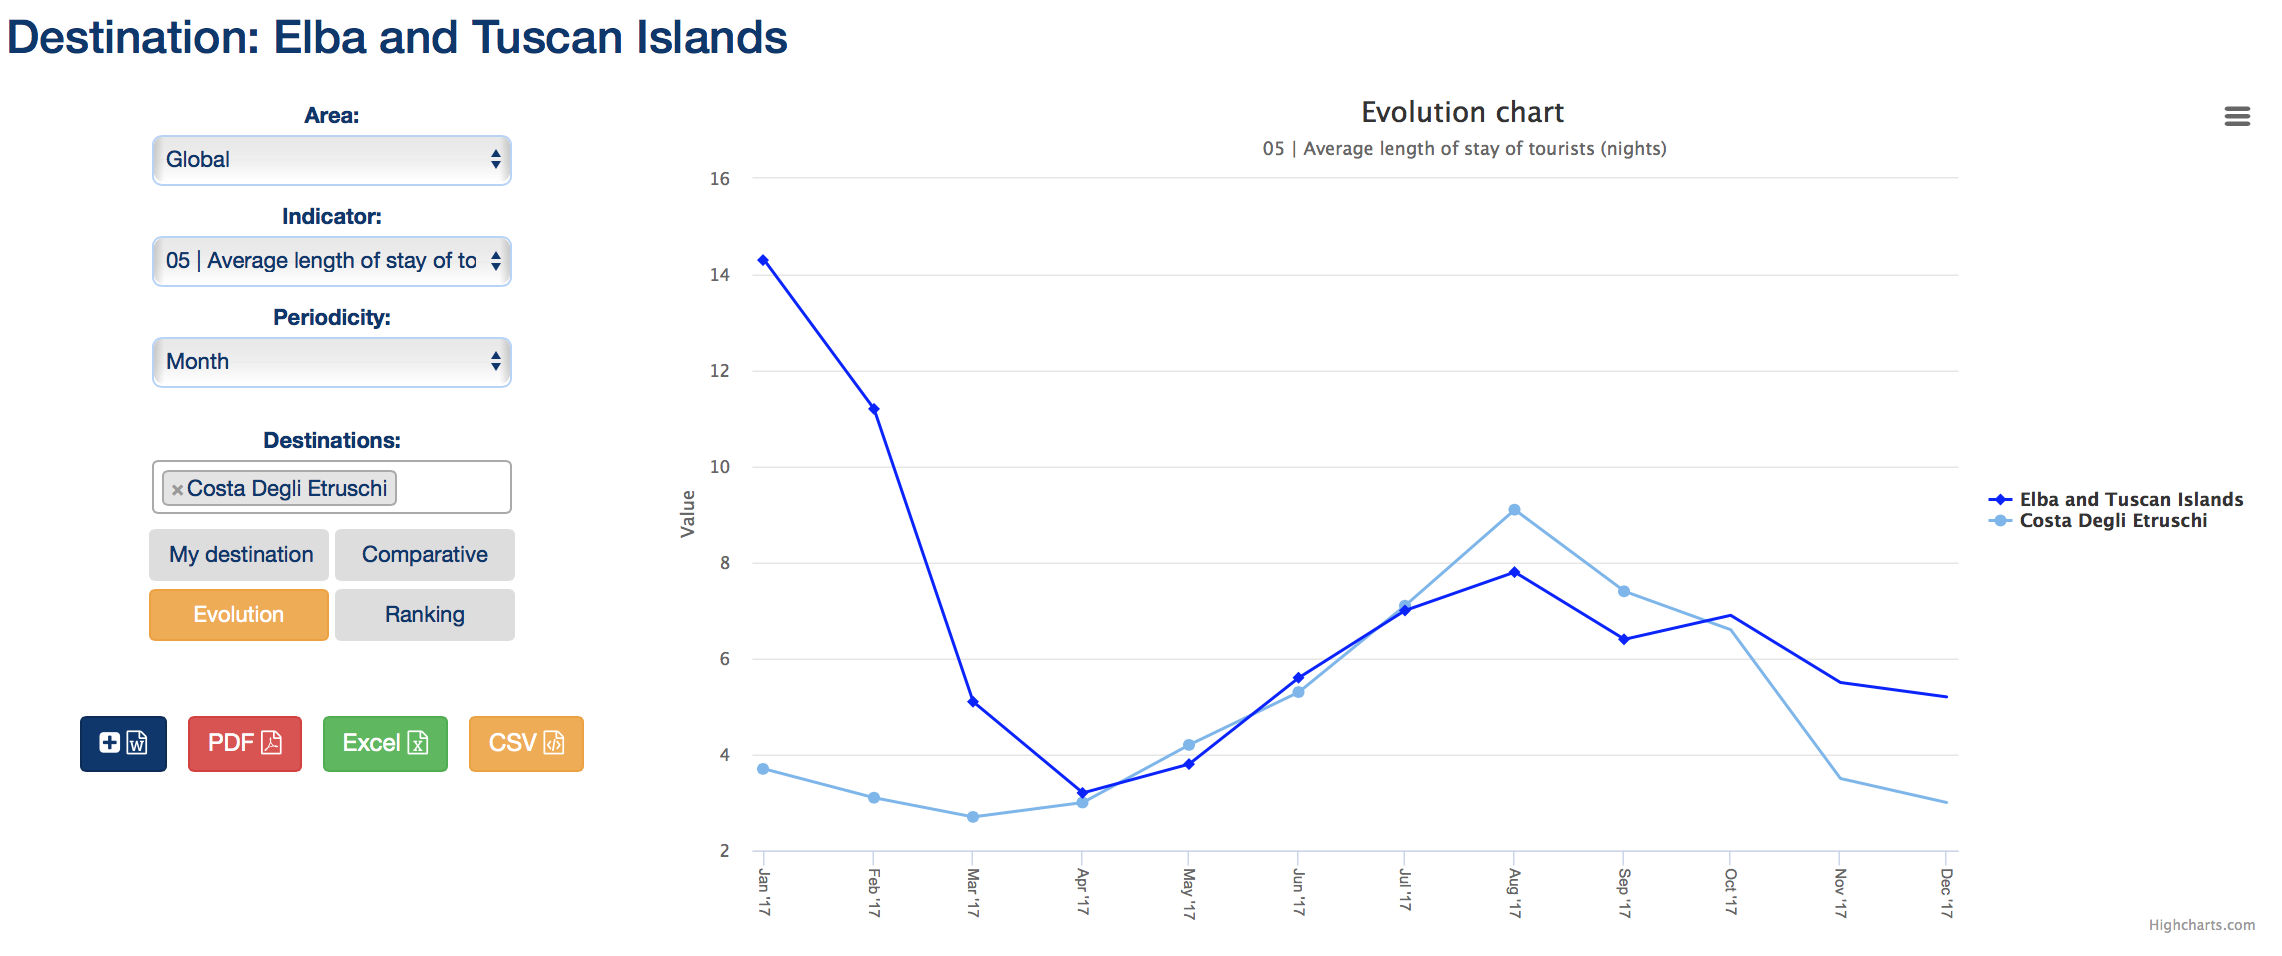 Destination: Elba and Tuscan Islands
Area:
Global
Indicator:
05 | Average length of stay of to
Periodicity:
Month
Destinations:
×Costa Degli Etruschi
My destination
Comparative
Evolution
Ranking
W
PDF
Excel
CSV
Evolution chart
05 | Average length of stay of tourists (nights)
Value
16
14
12
10
8
6
4
2
Jan '17
Feb '17
Mar '17
Apr '17
May '17
Jun '17
Jul '17
Aug '17
Sep '17
Oct '17
Nov '17
Dec '17
Elba and Tuscan Islands
Costa Degli Etruschi
Highcharts.com